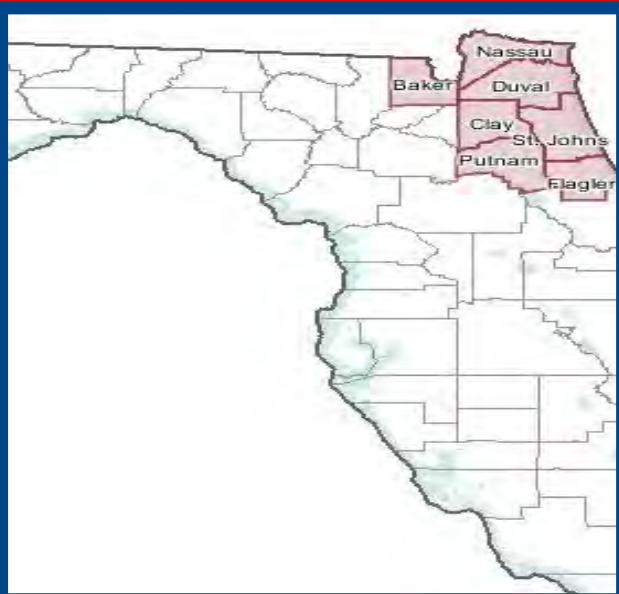 Nassau
Baker
Duval
Clay
St. Johns
Putnam
Flagler